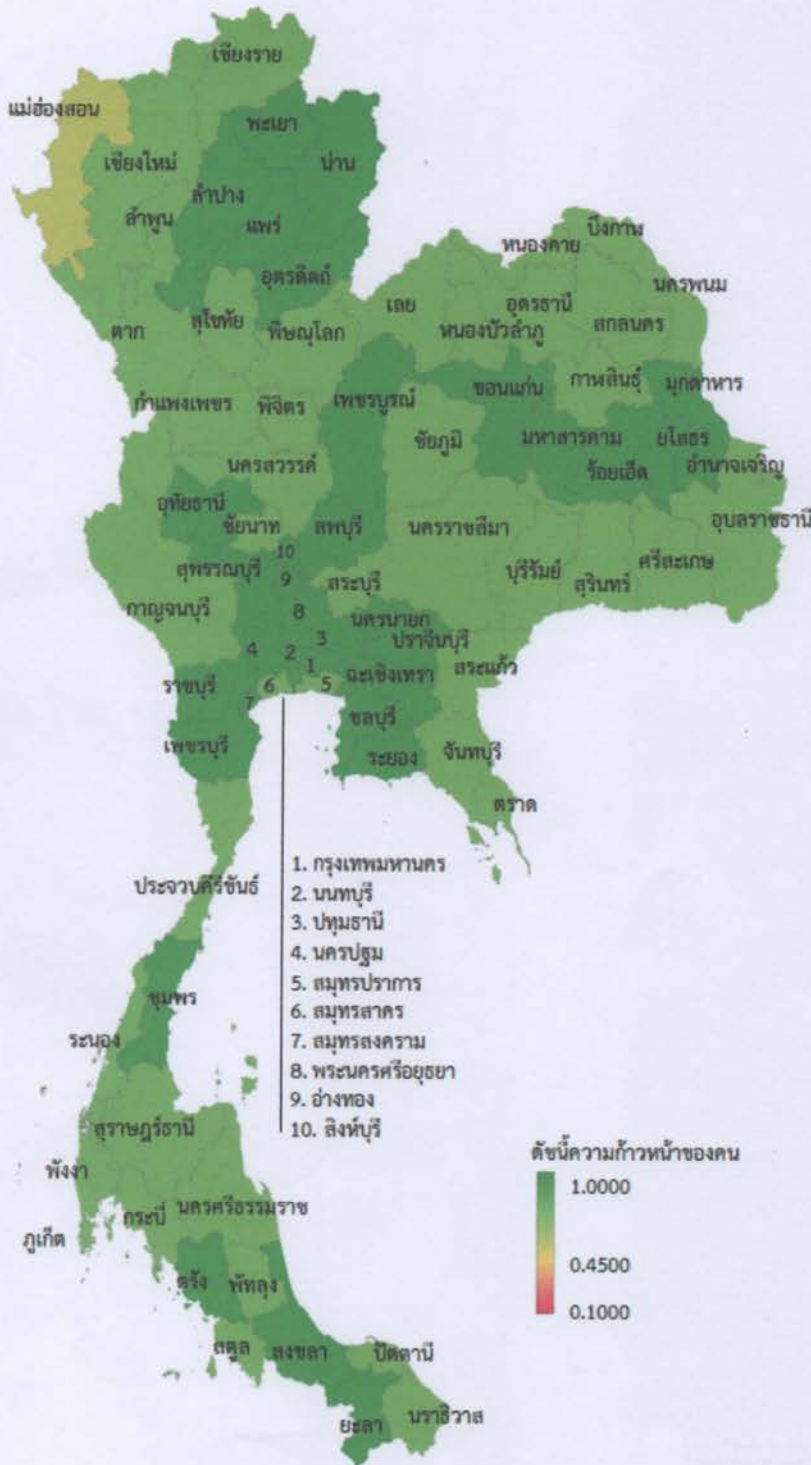 เชียงราย
แม่ฮ่องสอน
พะเยา
เชียงใหม่
น่าน
ลำปาง
ลำพูน
แพร่
บึงกาฬ
หนองคาย
อุตรดิตถ์
นครพนม
เลย
อุดรธานี
ตาก
สุโขทัย
พิษณุโลก
หนองบัวลำภู
สกลนคร
กำแพงเพชร
พิจิตร
เพชรบูรณ์
ขอนแก่น
กาฬสินธุ์
มุกดาหาร
ชัยภูมิ
มหาสารคาม
ยโสธร
นครสวรรค์
ร้อยเอ็ด
อำนาจเจริญ
อุทัยธานี
ชัยนาท
ลพบุรี
นครราชสีมา
อุบลราชธานี
10
สุพรรณบุรี
9
สระบุรี
บุรีรัมย์
สุรินทร์
ศรีสะเกษ
กาญจนบุรี
8
นครนายก
4
2
3
ปราจีนบุรี
1
ราชบุรี
6
5
ฉะเชิงเทรา
สระแก้ว
7
ชลบุรี
เพชรบุรี
ระยอง
จันทบุรี
ตราด
ประจวบคีรีขันธ์
1. กรุงเทพมหานคร
2. นนทบุรี
3. ปทุมธานี
4. นครปฐม
5. สมุทรปราการ
6. สมุทรสาคร
7. สมุทรสงคราม
8. พระนครศรีอยุธยา
9. อ่างทอง
10. สิงห์บุรี
ชุมพร
ระนอง
สุราษฎร์ธานี
พังงา
กระบี่
นครศรีธรรมราช
ภูเก็ต
ตรัง
พัทลุง
สตูล
สงขลา
ปัตตานี
ยะลา
นราธิวาส
ดัชนีความก้าวหน้าของคน
1.0000
0.4500
0.1000